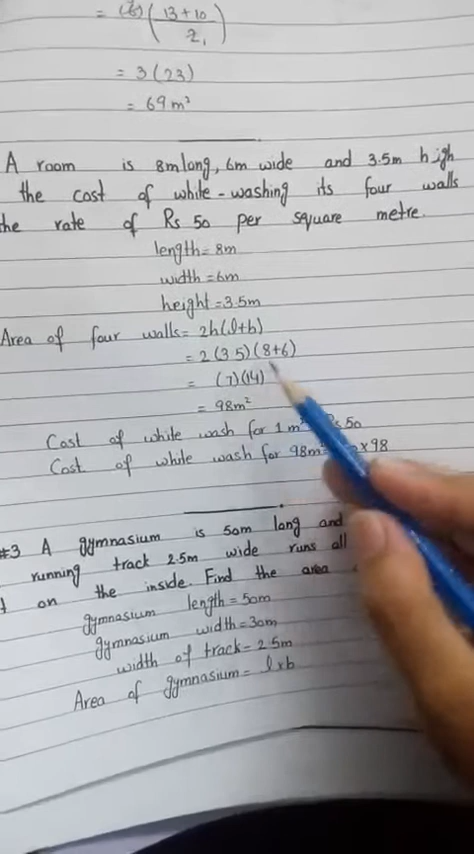 = (6) (13+10 / 2)
= 3(23)
= 69m²
A room is 8m long, 6m wide and 3.5m high
the cost of white-washing its four walls
the rate of Rs 50 per square metre.
length = 8m
width = 6m
height = 3.5m
Area of four walls = 2h(l+b)
= 2(3.5)(8+6)
= (7)(14)
= 98m²
Cost of white wash for 1m² Rs 50
Cost of white wash for 98m² × 98
#3 A gymnasium is 50m long and
running track 2.5m wide runs all
on the inside. Find the area
gymnasium length = 50m
gymnasium width = 30m
width of track = 2.5m
Area of gymnasium = l×b